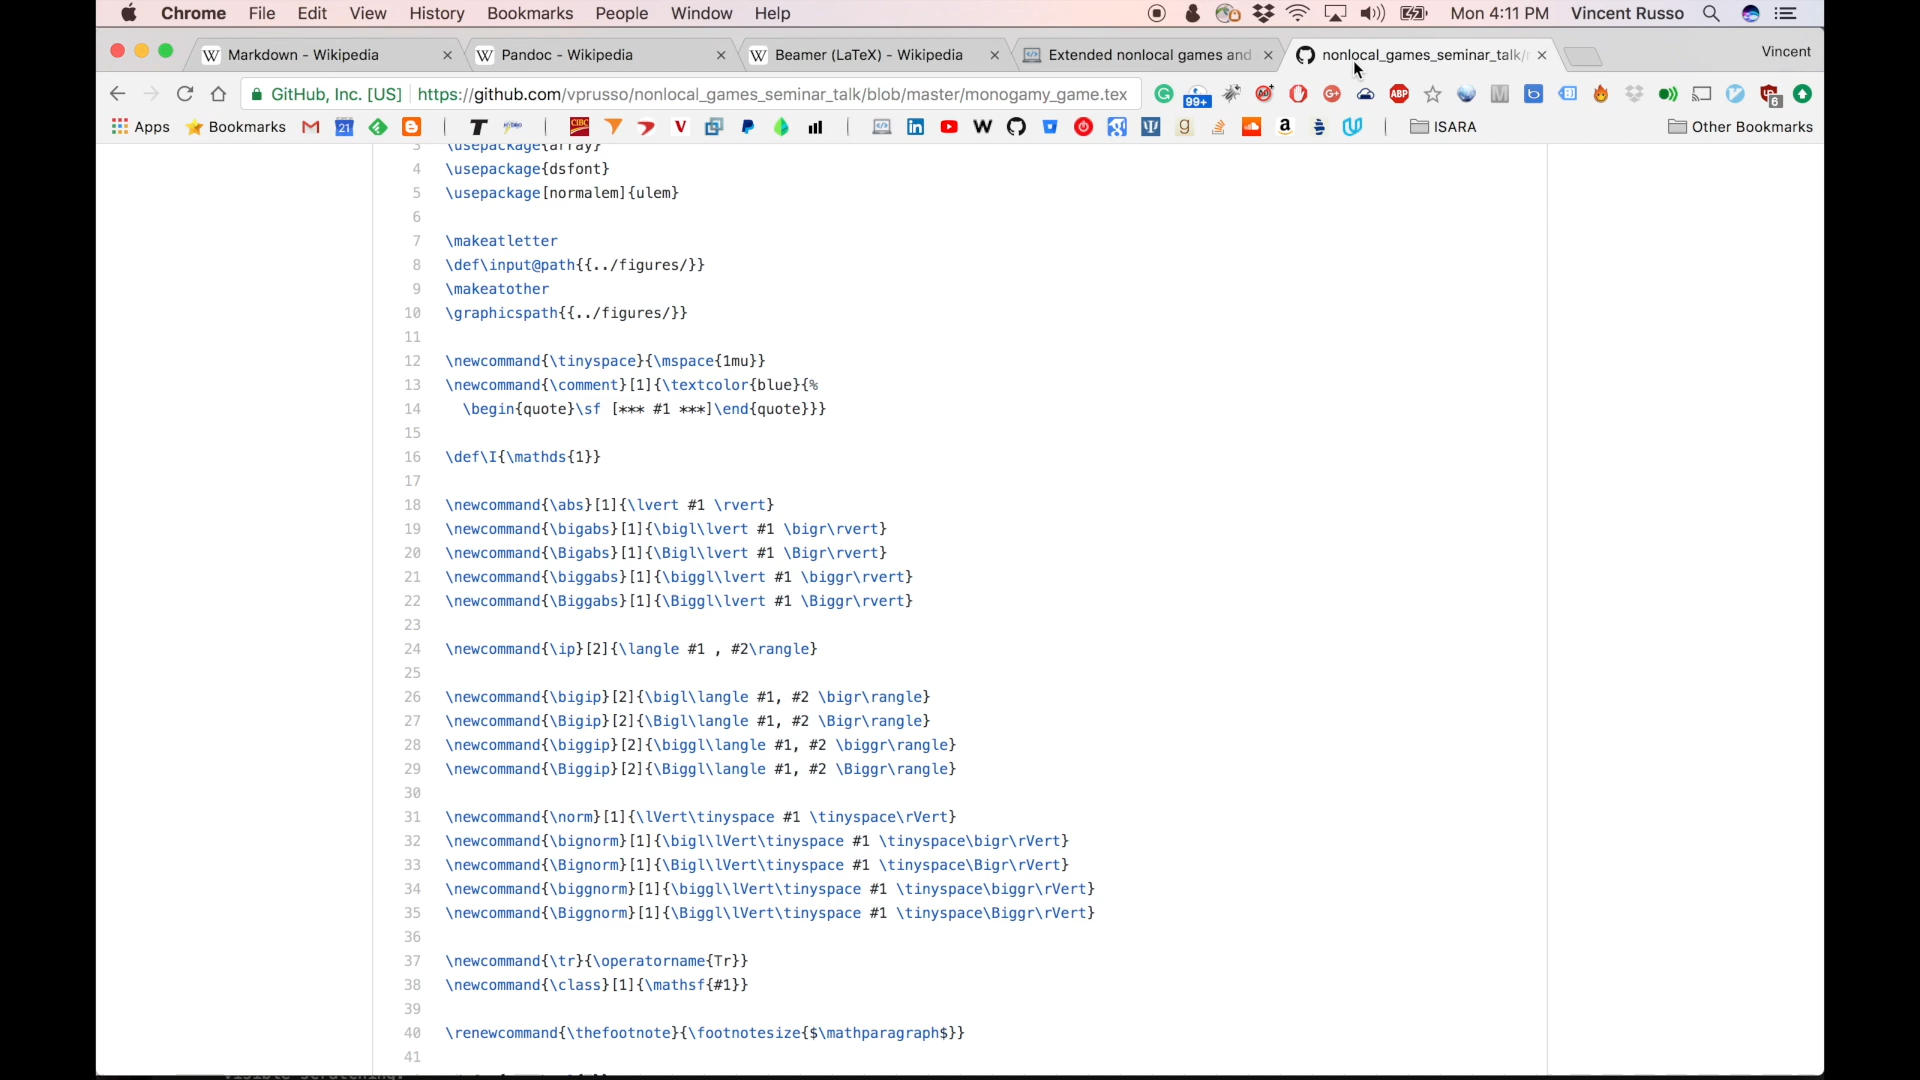 Chrome File Edit View History Bookmarks People Window Help Mon 4:11 PM Vincent Russo
Markdown - Wikipedia Pandoc - Wikipedia Beamer (LaTeX) - Wikipedia Extended nonlocal games and nonlocal_games_seminar_talk/ Vincent
GitHub, Inc. [US] https://github.com/vprusso/nonlocal_games_seminar_talk/blob/master/monogamy_game.tex 99+ ABP 6
Apps Bookmarks 21 CIBC ISARA Other Bookmarks
3 \usepackage{array}
4 \usepackage{dsfont}
5 \usepackage[normalem]{ulem}
6
7 \makeatletter
8 \def\input@path{{../figures/}}
9 \makeatother
10 \graphicspath{{../figures/}}
11
12 \newcommand{\tinyspace}{\mspace{1mu}}
13 \newcommand{\comment}[1]{\textcolor{blue}{%
14 \begin{quote}\sf [*** #1 ***]\end{quote}}}
15
16 \def\I{\mathds{1}}
17
18 \newcommand{\abs}[1]{\lvert #1 \rvert}
19 \newcommand{\bigabs}[1]{\bigl\lvert #1 \bigr\rvert}
20 \newcommand{\Bigabs}[1]{\Bigl\lvert #1 \Bigr\rvert}
21 \newcommand{\biggabs}[1]{\biggl\lvert #1 \biggr\rvert}
22 \newcommand{\Biggabs}[1]{\Biggl\lvert #1 \Biggr\rvert}
23
24 \newcommand{\ip}[2]{\langle #1 , #2\rangle}
25
26 \newcommand{\bigip}[2]{\bigl\langle #1, #2 \bigr\rangle}
27 \newcommand{\Bigip}[2]{\Bigl\langle #1, #2 \Bigr\rangle}
28 \newcommand{\biggip}[2]{\biggl\langle #1, #2 \biggr\rangle}
29 \newcommand{\Biggip}[2]{\Biggl\langle #1, #2 \Biggr\rangle}
30
31 \newcommand{\norm}[1]{\lVert\tinyspace #1 \tinyspace\rVert}
32 \newcommand{\bignorm}[1]{\bigl\lVert\tinyspace #1 \tinyspace\bigr\rVert}
33 \newcommand{\Bignorm}[1]{\Bigl\lVert\tinyspace #1 \tinyspace\Bigr\rVert}
34 \newcommand{\biggnorm}[1]{\biggl\lVert\tinyspace #1 \tinyspace\biggr\rVert}
35 \newcommand{\Biggnorm}[1]{\Biggl\lVert\tinyspace #1 \tinyspace\Biggr\rVert}
36
37 \newcommand{\tr}{\operatorname{Tr}}
38 \newcommand{\class}[1]{\mathsf{#1}}
39
40 \renewcommand{\thefootnote}{\footnotesize{$\mathparagraph$}}
41